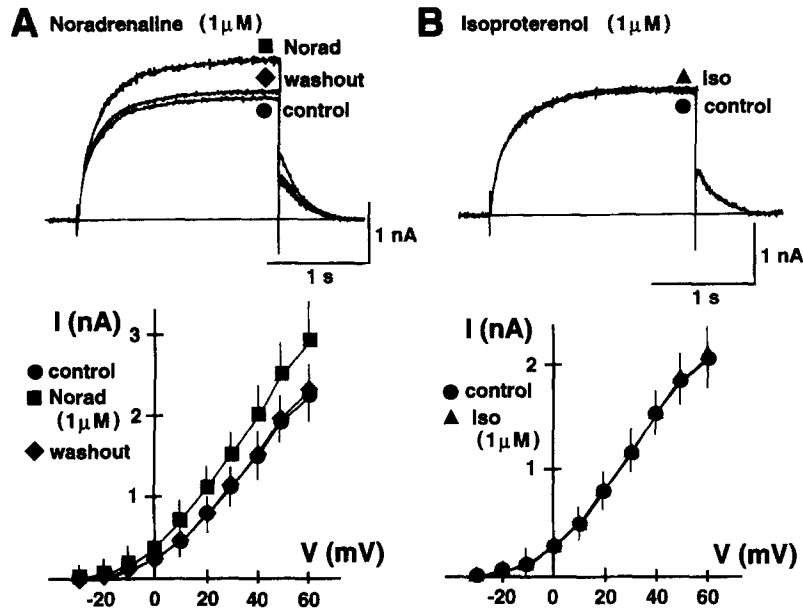 A Noradrenaline (1μM)
Norad
washout
control
1 nA
1 s
I (nA)
3
2
1
control
Norad
(1μM)
washout
V (mV)
-20 0 20 40 60
B Isoproterenol (1μM)
Iso
control
1 nA
1 s
I (nA)
2
1
control
Iso
(1μM)
V (mV)
-20 0 20 40 60